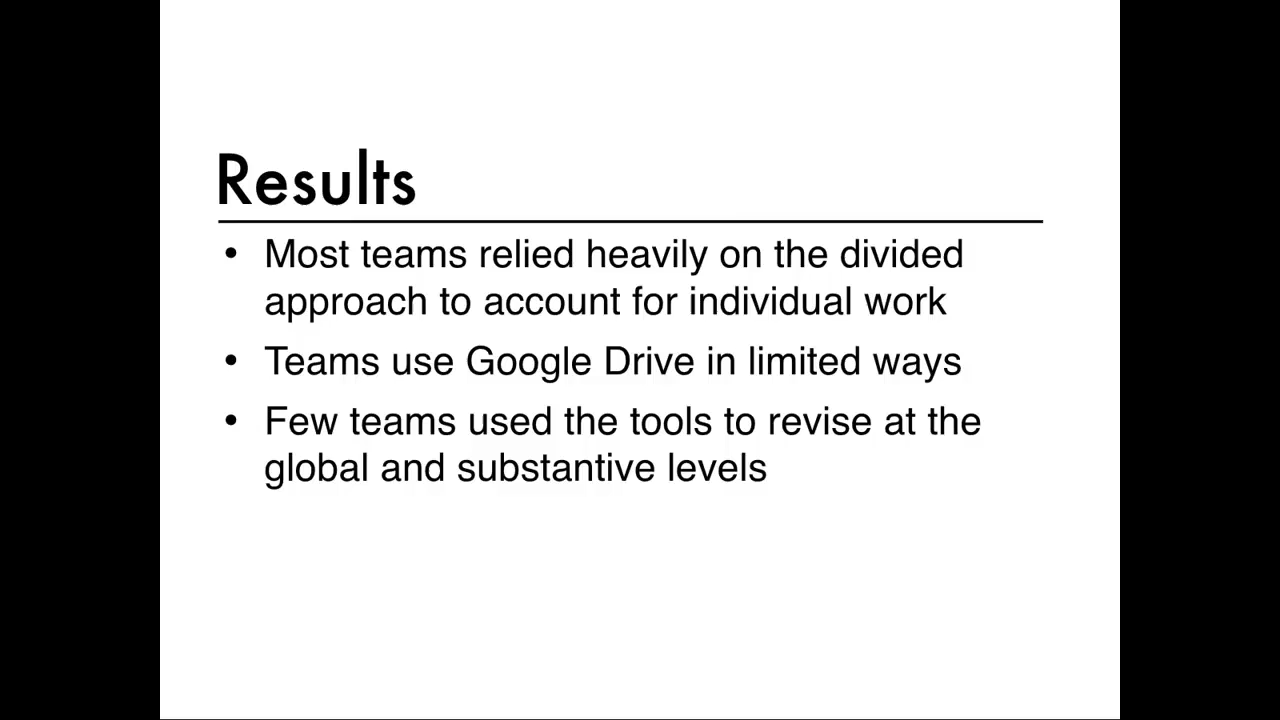 Results
• Most teams relied heavily on the divided
approach to account for individual work
• Teams use Google Drive in limited ways
• Few teams used the tools to revise at the
global and substantive levels